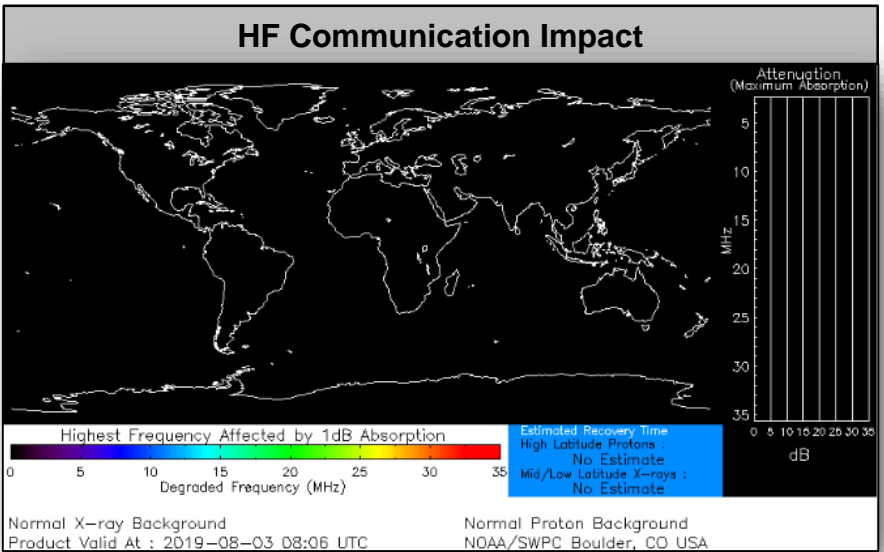 HF Communication Impact
Attenuation
(Maximum Absorption)
5
10
15
20
25
30
35
MHz
0 5 10 15 20 25 30 35
dB
Highest Frequency Affected by 1dB Absorption
0 5 10 15 20 25 30 35
Degraded Frequency (MHz)
Estimated Recovery Time
High Latitude Protons :
No Estimate
Mid/Low Latitude X-rays :
No Estimate
Normal X-ray Background
Normal Proton Background
Product Valid At : 2019-08-03 08:06 UTC
NOAA/SWPC Boulder, CO USA